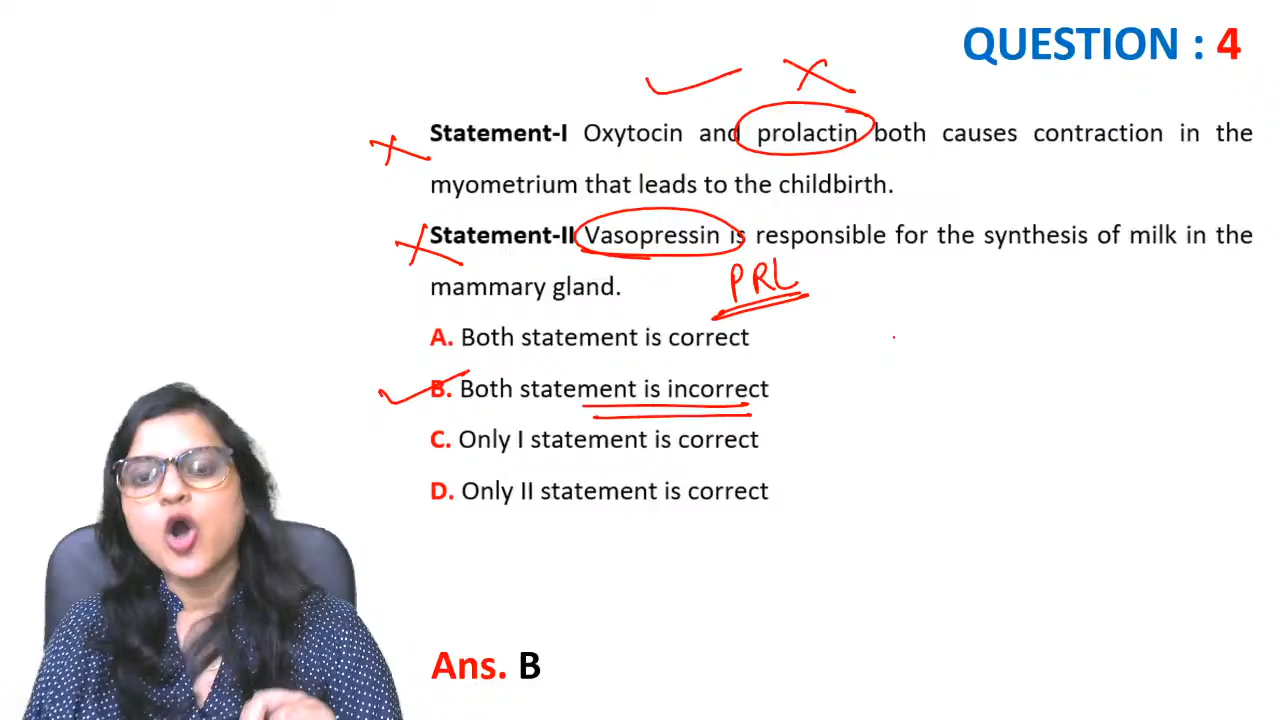 QUESTION : 4
Statement-I Oxytocin and prolactin both causes contraction in the
myometrium that leads to the childbirth.
Statement-II Vasopressin is responsible for the synthesis of milk in the
mammary gland.
PRL
A. Both statement is correct
B. Both statement is incorrect
C. Only I statement is correct
D. Only II statement is correct
Ans. B